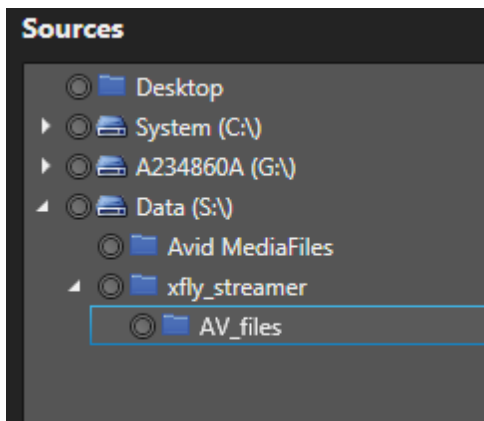 Sources
Desktop
System (C:\)
A234860A (G:\)
Data (S:\)
Avid MediaFiles
xfly_streamer
AV_files